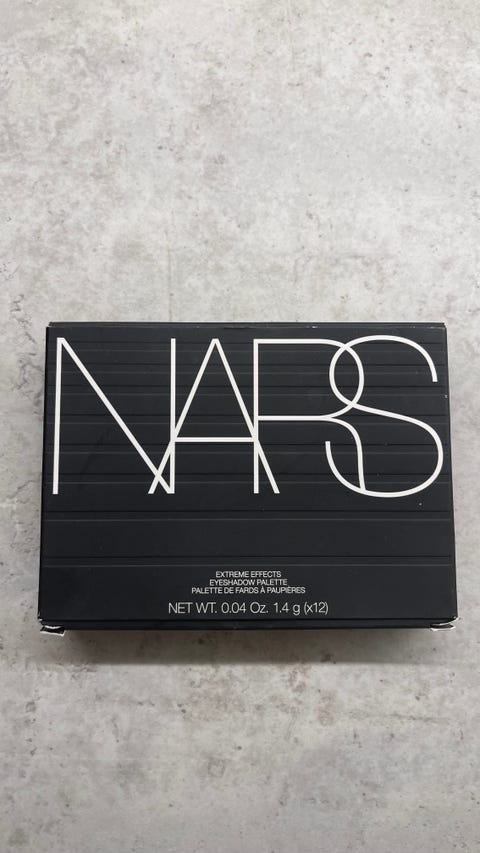 NARS
EXTREME EFFECTS
EYESHADOW PALETTE
PALETTE DE FARDS À PAUPIÈRES
NET WT. 0.04 Oz. 1.4 g (x12)